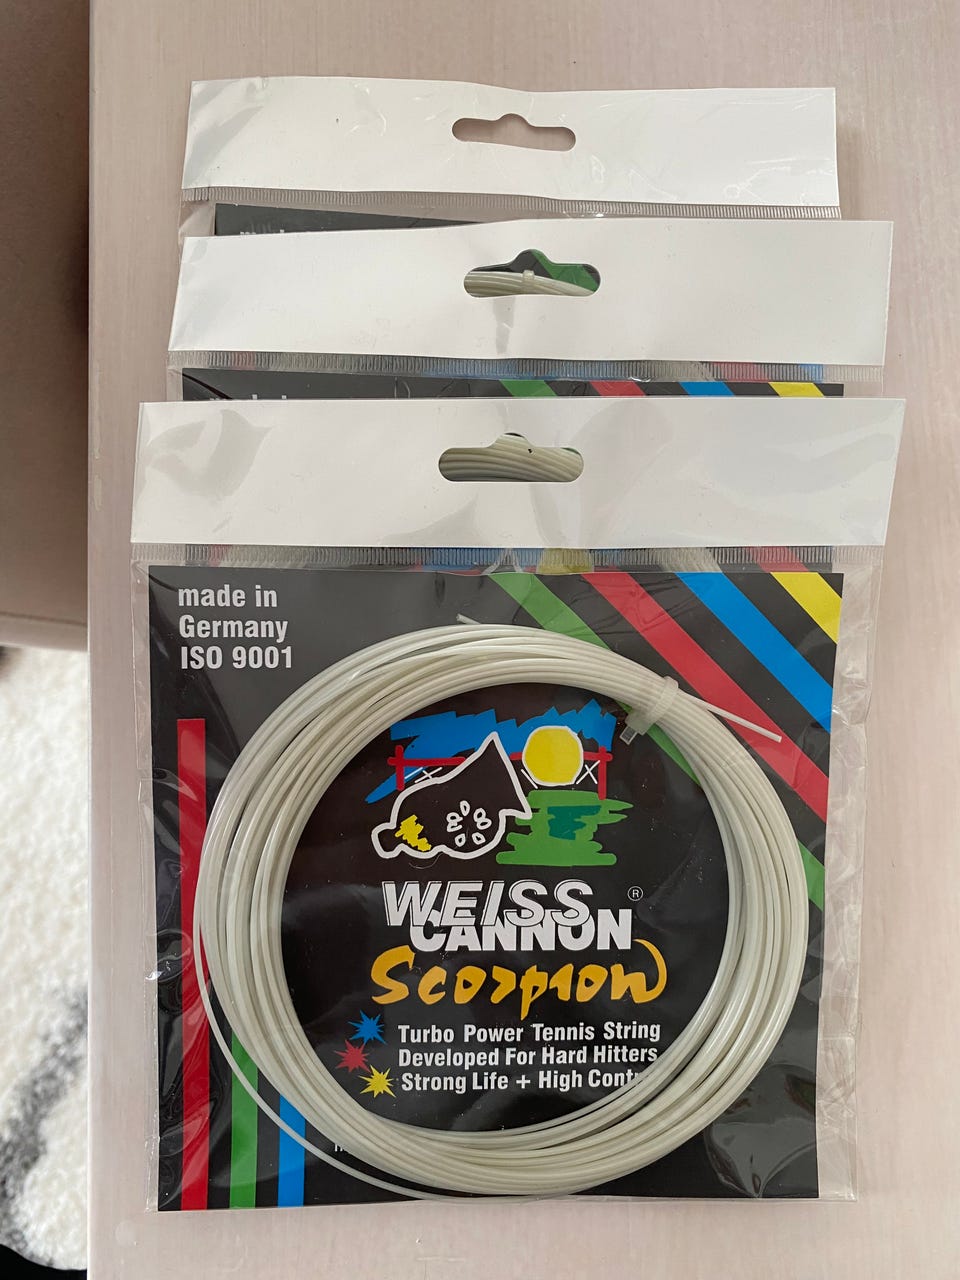 made in
Germany
ISO 9001
WEISS ®
CANNON
Scorpion
Turbo Power Tennis String
Developed For Hard Hitters
Strong Life + High